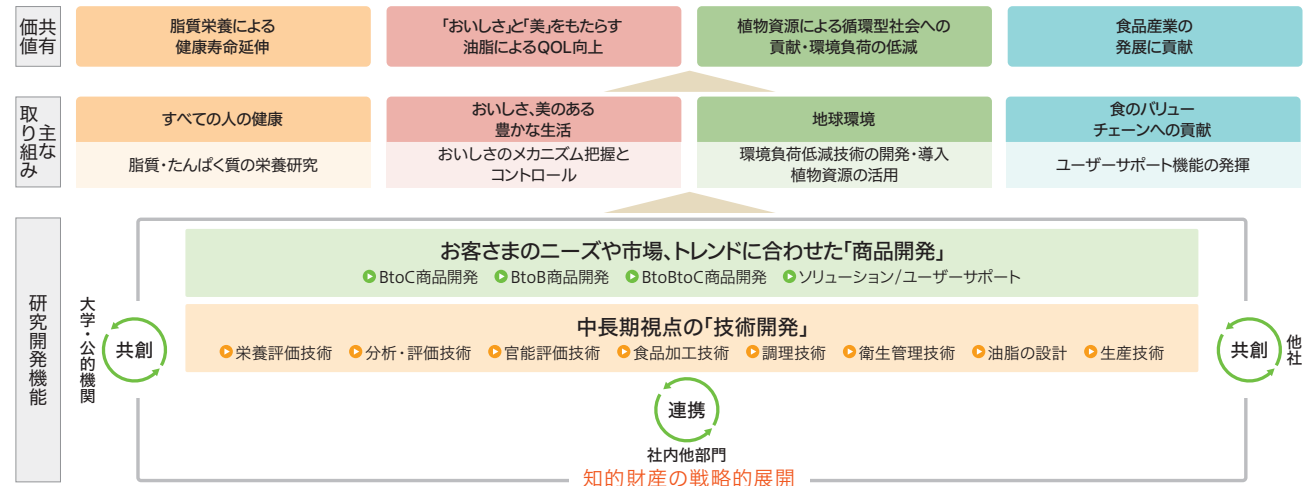 共有価値
脂質栄養による
健康寿命延伸
「おいしさ」と「美」をもたらす
油脂によるQOL向上
植物資源による循環型社会への
貢献・環境負荷の低減
食品産業の
発展に貢献
主な取り組み
すべての人の健康
脂質・たんぱく質の栄養研究
おいしさ、美のある
豊かな生活
おいしさのメカニズム把握と
コントロール
地球環境
環境負荷低減技術の開発・導入
植物資源の活用
食のバリュー
チェーンへの貢献
ユーザーサポート機能の発揮
研究開発機能
大学・公的機関
共創
お客さまのニーズや市場、トレンドに合わせた「商品開発」
BtoC商品開発 BtoB商品開発 BtoBtoC商品開発 ソリューション/ユーザーサポート
中長期視点の「技術開発」
栄養評価技術 分析・評価技術 官能評価技術 食品加工技術 調理技術 衛生管理技術 油脂の設計 生産技術
共創
他社
連携
社内他部門
知的財産の戦略的展開